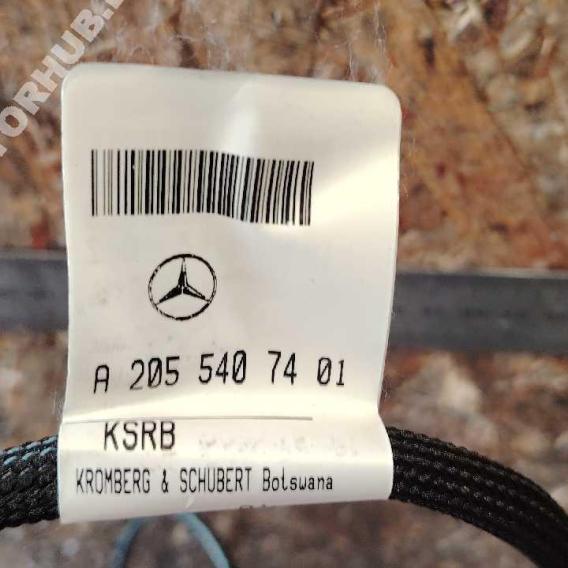 A 205 540 74 01
KSRB
KROMBERG & SCHUBERT Botswana